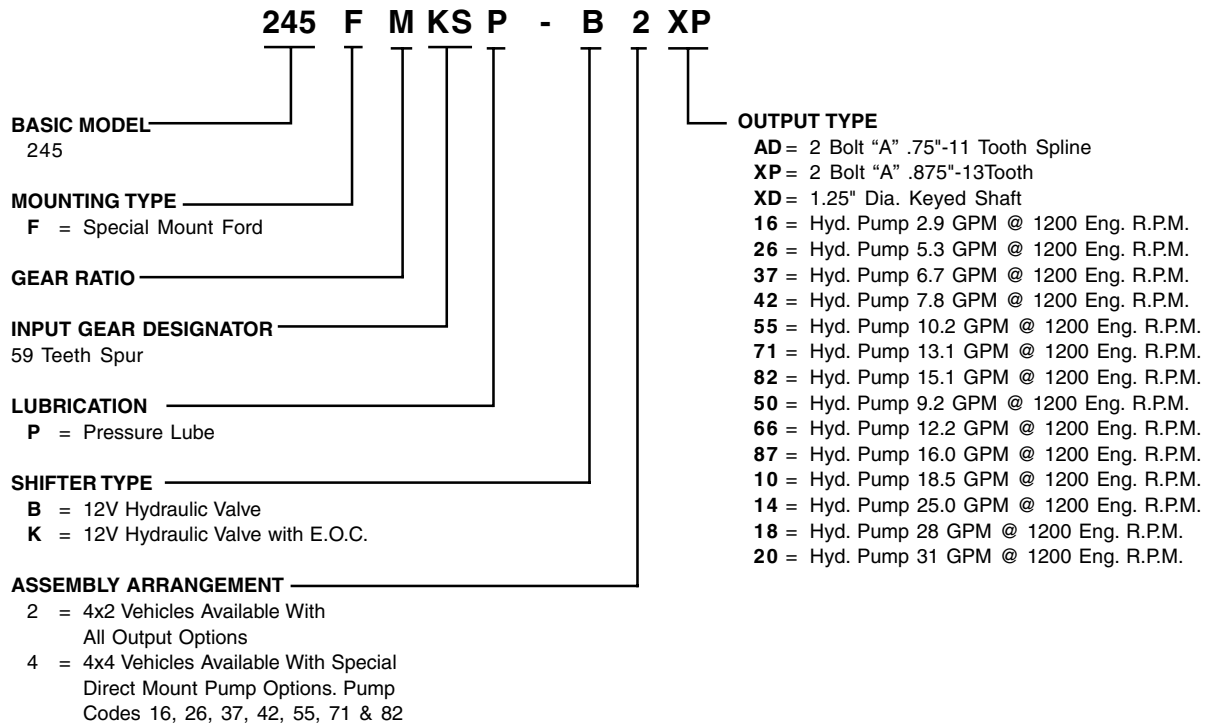 245 F M KS P - B 2 XP
BASIC MODEL
245
MOUNTING TYPE
F = Special Mount Ford
GEAR RATIO
INPUT GEAR DESIGNATOR
59 Teeth Spur
LUBRICATION
P = Pressure Lube
SHIFTER TYPE
B = 12V Hydraulic Valve
K = 12V Hydraulic Valve with E.O.C.
ASSEMBLY ARRANGEMENT
2 = 4x2 Vehicles Available With
All Output Options
4 = 4x4 Vehicles Available With Special
Direct Mount Pump Options. Pump
Codes 16, 26, 37, 42, 55, 71 & 82
OUTPUT TYPE
AD = 2 Bolt “A” .75"-11 Tooth Spline
XP = 2 Bolt “A” .875"-13Tooth
XD = 1.25" Dia. Keyed Shaft
16 = Hyd. Pump 2.9 GPM @ 1200 Eng. R.P.M.
26 = Hyd. Pump 5.3 GPM @ 1200 Eng. R.P.M.
37 = Hyd. Pump 6.7 GPM @ 1200 Eng. R.P.M.
42 = Hyd. Pump 7.8 GPM @ 1200 Eng. R.P.M.
55 = Hyd. Pump 10.2 GPM @ 1200 Eng. R.P.M.
71 = Hyd. Pump 13.1 GPM @ 1200 Eng. R.P.M.
82 = Hyd. Pump 15.1 GPM @ 1200 Eng. R.P.M.
50 = Hyd. Pump 9.2 GPM @ 1200 Eng. R.P.M.
66 = Hyd. Pump 12.2 GPM @ 1200 Eng. R.P.M.
87 = Hyd. Pump 16.0 GPM @ 1200 Eng. R.P.M.
10 = Hyd. Pump 18.5 GPM @ 1200 Eng. R.P.M.
14 = Hyd. Pump 25.0 GPM @ 1200 Eng. R.P.M.
18 = Hyd. Pump 28 GPM @ 1200 Eng. R.P.M.
20 = Hyd. Pump 31 GPM @ 1200 Eng. R.P.M.